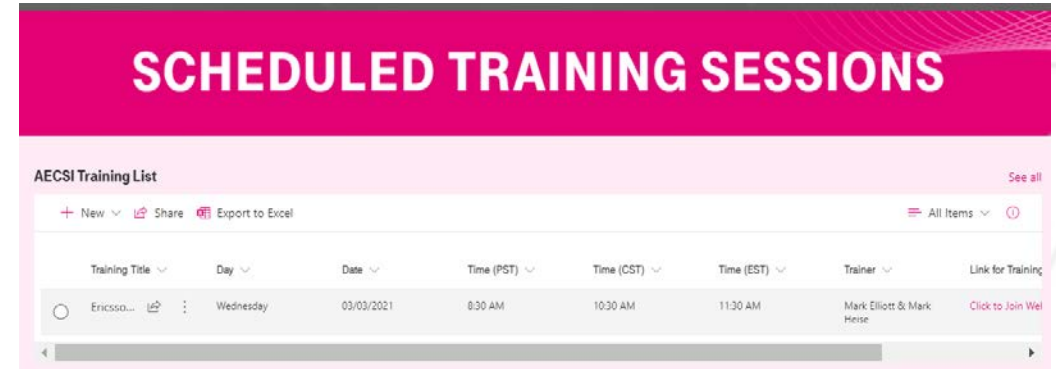 SCHEDULED TRAINING SESSIONS
AECSI Training List
See all
New
Share
Export to Excel
All Items
Training Title
Day
Date
Time (PST)
Time (CST)
Time (EST)
Trainer
Link for Training
Ericsso...
Wednesday
03/03/2021
8:30 AM
10:30 AM
11:30 AM
Mark Elliott & Mark
Heise
Click to Join We